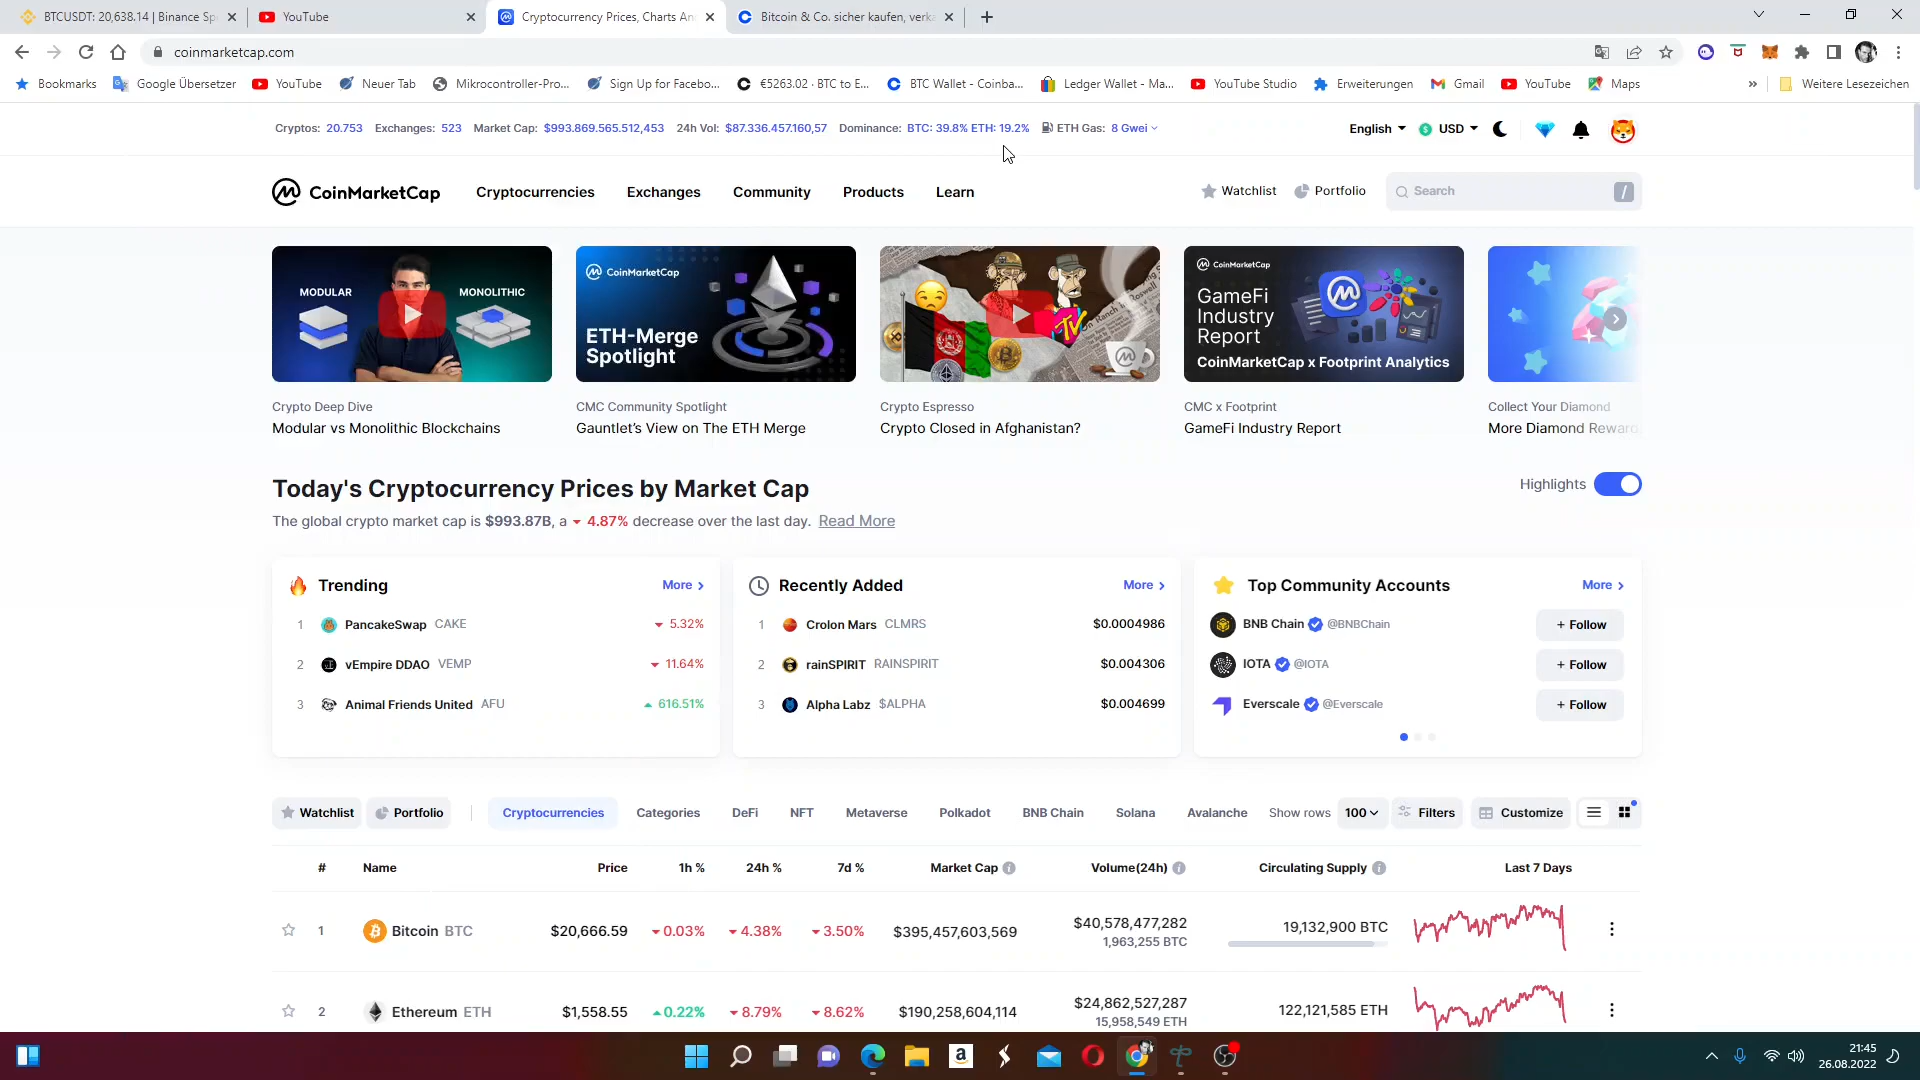 BTCUSDT: 20,638.14 | Binance Sp
YouTube
Cryptocurrency Prices, Charts An
Bitcoin & Co. sicher kaufen, verka
coinmarketcap.com
Bookmarks
Google Übersetzer
YouTube
Neuer Tab
Mikrocontroller-Pro...
Sign Up for Facebo...
€5263.02 · BTC to E...
BTC Wallet - Coinba...
Ledger Wallet - Ma...
YouTube Studio
Erweiterungen
Gmail
YouTube
Maps
»
Weitere Lesezeichen
Cryptos: 20.753 Exchanges: 523 Market Cap: $993.869.565.512,453 24h Vol: $87.336.457.160,57 Dominance: BTC: 39.8% ETH: 19.2% ETH Gas: 8 Gwei
English
USD
CoinMarketCap
Cryptocurrencies
Exchanges
Community
Products
Learn
Watchlist
Portfolio
Search
/
MODULAR
MONOLITHIC
CoinMarketCap
ETH-Merge
Spotlight
TV
CoinMarketCap
GameFi
Industry
Report
CoinMarketCap x Footprint Analytics
Crypto Deep Dive
Modular vs Monolithic Blockchains
CMC Community Spotlight
Gauntlet's View on The ETH Merge
Crypto Espresso
Crypto Closed in Afghanistan?
CMC x Footprint
GameFi Industry Report
Collect Your Diamond
More Diamond Reward
Today's Cryptocurrency Prices by Market Cap
Highlights
The global crypto market cap is $993.87B, a 4.87% decrease over the last day. Read More
Trending
More
1 PancakeSwap CAKE 5.32%
2 vEmpire DDAO VEMP 11.64%
3 Animal Friends United AFU 616.51%
Recently Added
More
1 Crolon Mars CLMRS $0.0004986
2 rainSPIRIT RAINSPIRIT $0.004306
3 Alpha Labz $ALPHA $0.004699
Top Community Accounts
More
BNB Chain @BNBChain + Follow
IOTA @IOTA + Follow
Everscale @Everscale + Follow
Watchlist
Portfolio
Cryptocurrencies
Categories
DeFi
NFT
Metaverse
Polkadot
BNB Chain
Solana
Avalanche
Show rows
100
Filters
Customize
# Name Price 1h % 24h % 7d % Market Cap Volume(24h) Circulating Supply Last 7 Days
1 Bitcoin BTC $20,666.59 0.03% 4.38% 3.50% $395,457,603,569 $40,578,477,282 19,132,900 BTC
1,963,255 BTC
2 Ethereum ETH $1,558.55 0.22% 8.79% 8.62% $190,258,604,114 $24,862,527,287 122,121,585 ETH
15,958,549 ETH
21:45
26.08.2022